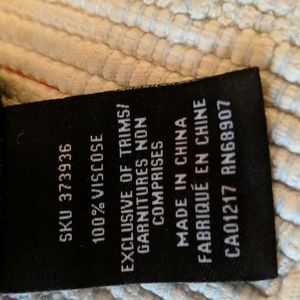 SKU 373936
100% VISCOSE
EXCLUSIVE OF TRIMS/
GARNITURES NON
COMPRISES
MADE IN CHINA
FABRIQUÉ EN CHINE
CA01217 RN68907